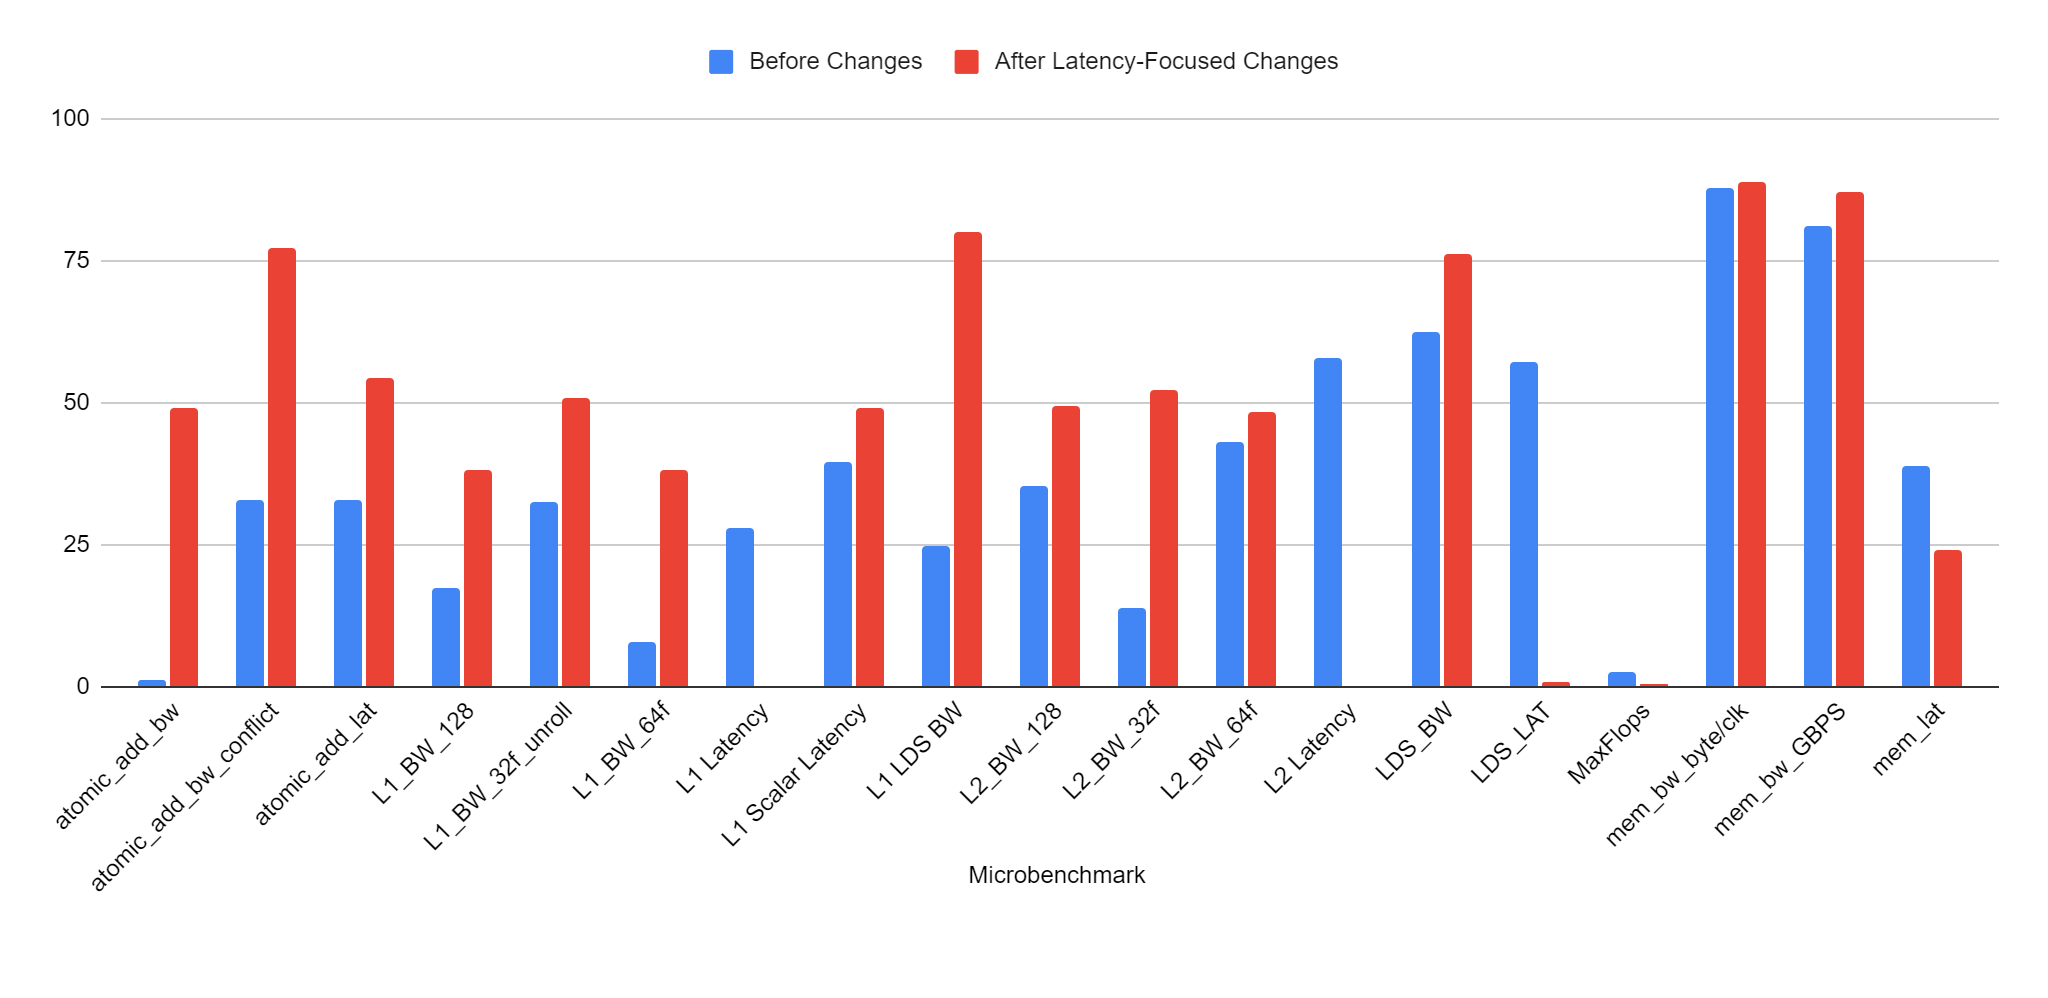 Before Changes
After Latency-Focused Changes
100
75
50
25
0
atomic_add_bw
atomic_add_bw_conflict
atomic_add_lat
L1_BW_128
L1_BW_32f_unroll
L1_BW_64f
L1 Latency
L1 Scalar Latency
L1 LDS BW
L2_BW_128
L2_BW_32f
L2_BW_64f
L2 Latency
LDS_BW
LDS_LAT
MaxFlops
mem_bw_byte/clk
mem_bw_GBPS
mem_lat
Microbenchmark